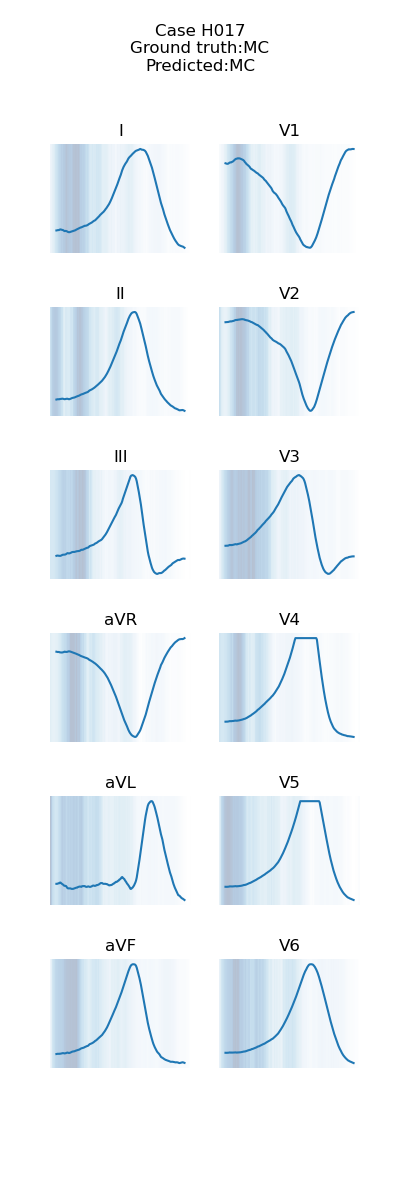 Case H017
Ground truth:MC
Predicted:MC
I
V1
II
V2
III
V3
aVR
V4
aVL
V5
aVF
V6